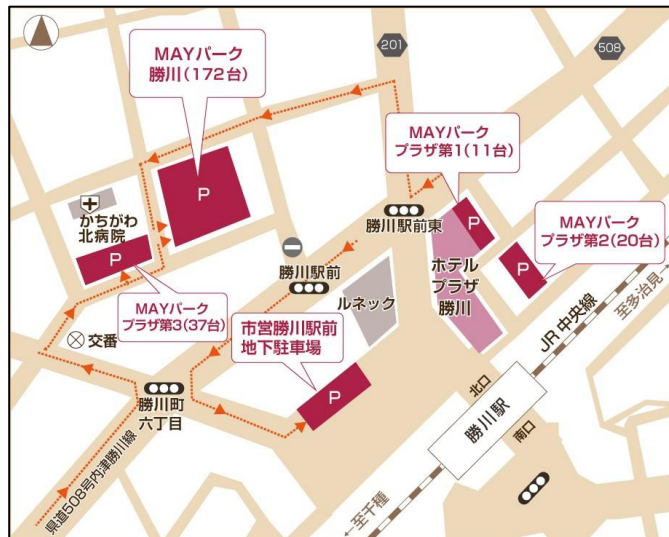 201
508
MAYパーク
勝川(172台)
P
MAYパーク
プラザ第1(11台)
P
勝川駅前東
MAYパーク
プラザ第2(20台)
P
かちがわ
北病院
P
MAYパーク
プラザ第3(37台)
勝川駅前
ルネック
ホテル
プラザ
勝川
JR中央線
至多治見→
交番
市営勝川駅前
地下駐車場
P
北口
勝川駅
南口
勝川町
六丁目
県道508号内津勝川線
←至千種